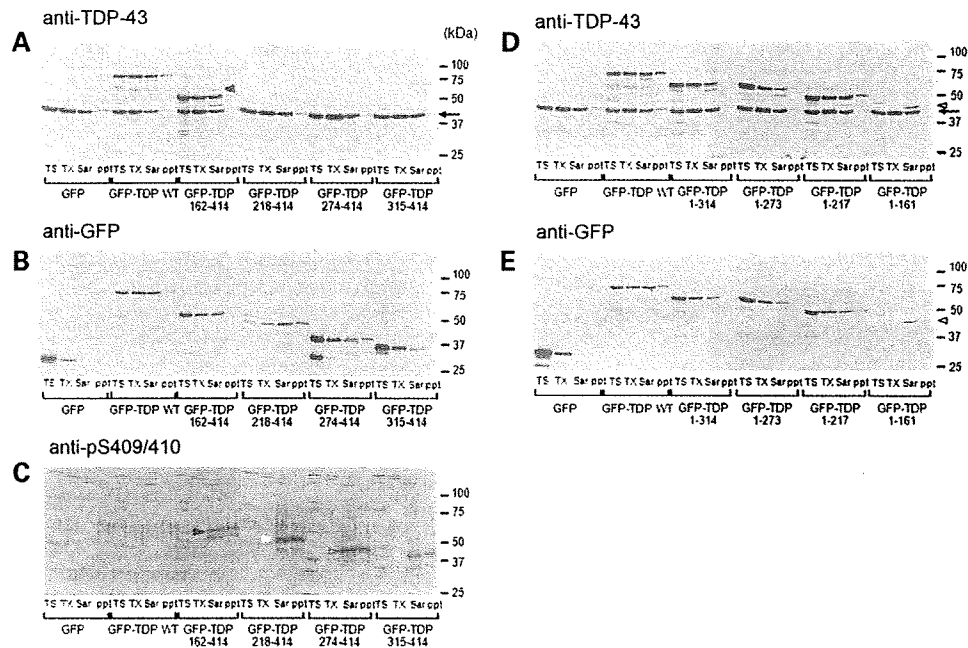 anti-TDP-43
A
(kDa)
100
75
50
37
25
TS TX Sar ppt TS TX Sar ppt TS TX Sar ppt TS TX Sar ppt TS TX Sar ppt TS TX Sar ppt
GFP GFP-TDP WT GFP-TDP GFP-TDP GFP-TDP GFP-TDP
162-414 218-414 274-414 315-414
anti-GFP
B
100
75
50
37
25
TS TX Sar ppt TS TX Sar ppt TS TX Sar ppt TS TX Sar ppt TS TX Sar ppt TS TX Sar ppt
GFP GFP-TDP WT GFP-TDP GFP-TDP GFP-TDP GFP-TDP
162-414 218-414 274-414 315-414
anti-pS409/410
C
100
75
50
37
25
TS TX Sar ppt TS TX Sar ppt TS TX Sar ppt TS TX Sar ppt TS TX Sar ppt TS TX Sar ppt
GFP GFP-TDP WT GFP-TDP GFP-TDP GFP-TDP GFP-TDP
162-414 218-414 274-414 315-414
anti-TDP-43
D
100
75
50
37
25
TS TX Sar ppt TS TX Sar ppt TS TX Sar ppt TS TX Sar ppt TS TX Sar ppt TS TX Sar ppt
GFP GFP-TDP WT GFP-TDP GFP-TDP GFP-TDP GFP-TDP
1-314 1-273 1-217 1-161
anti-GFP
E
100
75
50
37
25
TS TX Sar ppt TS TX Sar ppt TS TX Sar ppt TS TX Sar ppt TS TX Sar ppt TS TX Sar ppt
GFP GFP-TDP WT GFP-TDP GFP-TDP GFP-TDP GFP-TDP
1-314 1-273 1-217 1-161